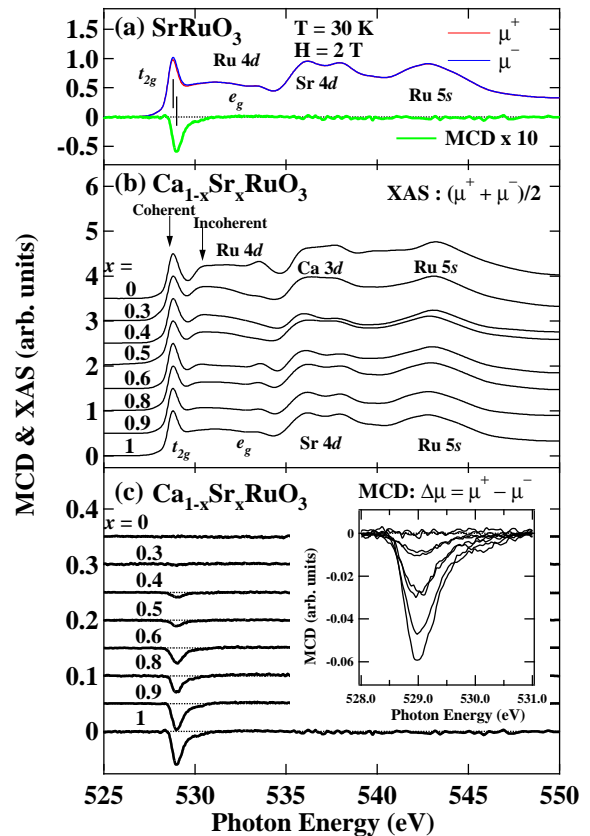 (a) SrRuO3 T = 30 K μ+
H = 2 T μ−
1.5
1.0
0.5
0
-0.5
t2g Ru 4d
eg Sr 4d Ru 5s
MCD x 10
(b) Ca1-xSrxRuO3 XAS : (μ+ + μ−)/2
Coherent Incoherent
Ru 4d
Ca 3d Ru 5s
x =
0
0.3
0.4
0.5
0.6
0.8
0.9
1
t2g eg Sr 4d Ru 5s
6
5
4
3
2
1
0
MCD & XAS (arb. units)
(c) Ca1-xSrxRuO3 MCD: Δμ = μ+ − μ−
x = 0
0.3
0.4
0.5
0.6
0.8
0.9
1
0.4
0.3
0.2
0.1
0
0
-0.02
-0.04
-0.06
MCD (arb. units)
528.0 529.0 530.0 531.0
Photon Energy (eV)
525 530 535 540 545 550
Photon Energy (eV)